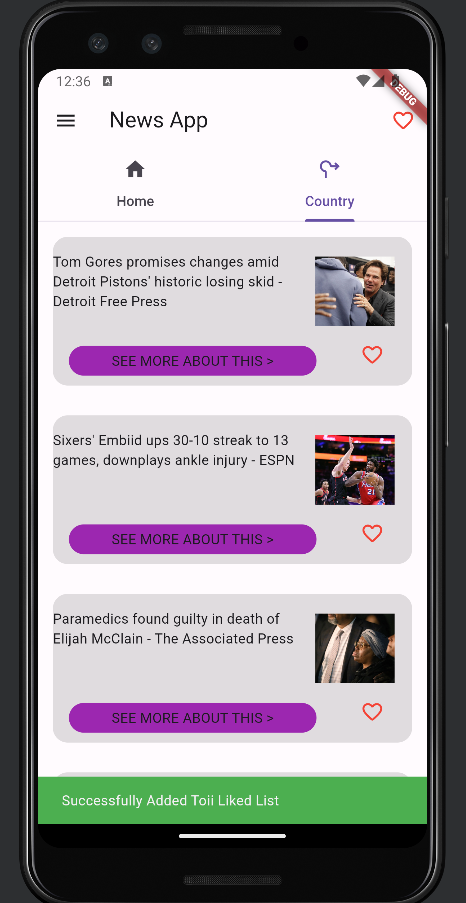 12:36
A
DEBUG
News App
Home
Country
Tom Gores promises changes amid
Detroit Pistons' historic losing skid -
Detroit Free Press
SEE MORE ABOUT THIS >
Sixers' Embiid ups 30-10 streak to 13
games, downplays ankle injury - ESPN
21
SEE MORE ABOUT THIS >
Paramedics found guilty in death of
Elijah McClain - The Associated Press
SEE MORE ABOUT THIS >
Successfully Added Toii Liked List